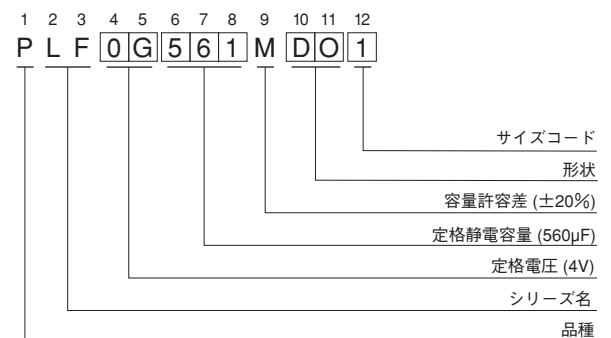 1 2 3 4 5 6 7 8 9 10 11 12
P L F 0 G 5 6 1 M D O 1
サイズコード
形状
容量許容差 (±20%)
定格静電容量 (560µF)
定格電圧 (4V)
シリーズ名
品種